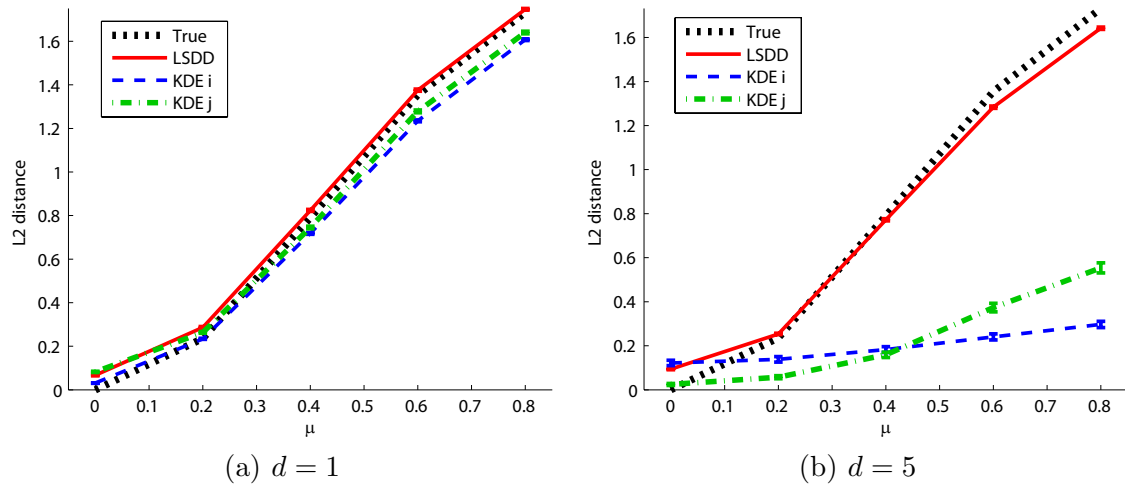 True
LSDD
KDE i
KDE j
L2 distance
1.6
1.4
1.2
1
0.8
0.6
0.4
0.2
0
0 0.1 0.2 0.3 0.4 0.5 0.6 0.7 0.8
μ
(a) d = 1
True
LSDD
KDE i
KDE j
L2 distance
1.6
1.4
1.2
1
0.8
0.6
0.4
0.2
0
0 0.1 0.2 0.3 0.4 0.5 0.6 0.7 0.8
μ
(b) d = 5